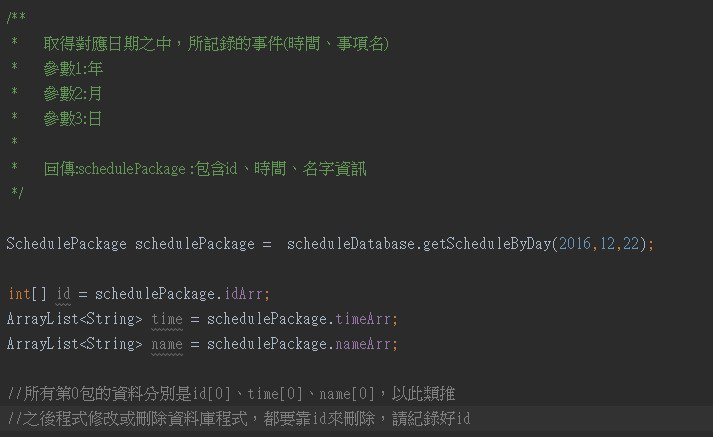 /**
*   取得對應日期之中，所記錄的事件(時間、事項名)
*   參數1:年
*   參數2:月
*   參數3:日
*
*   回傳:schedulePackage :包含id、時間、名字資訊
*/
SchedulePackage schedulePackage =  scheduleDatabase.getScheduleByDay(2016,12,22);
int[] id = schedulePackage.idArr;
ArrayList<String> time = schedulePackage.timeArr;
ArrayList<String> name = schedulePackage.nameArr;
//所有第0包的資料分別是id[0]、time[0]、name[0]，以此類推
//之後程式修改或刪除資料庫程式，都要靠id來刪除，請紀錄好id